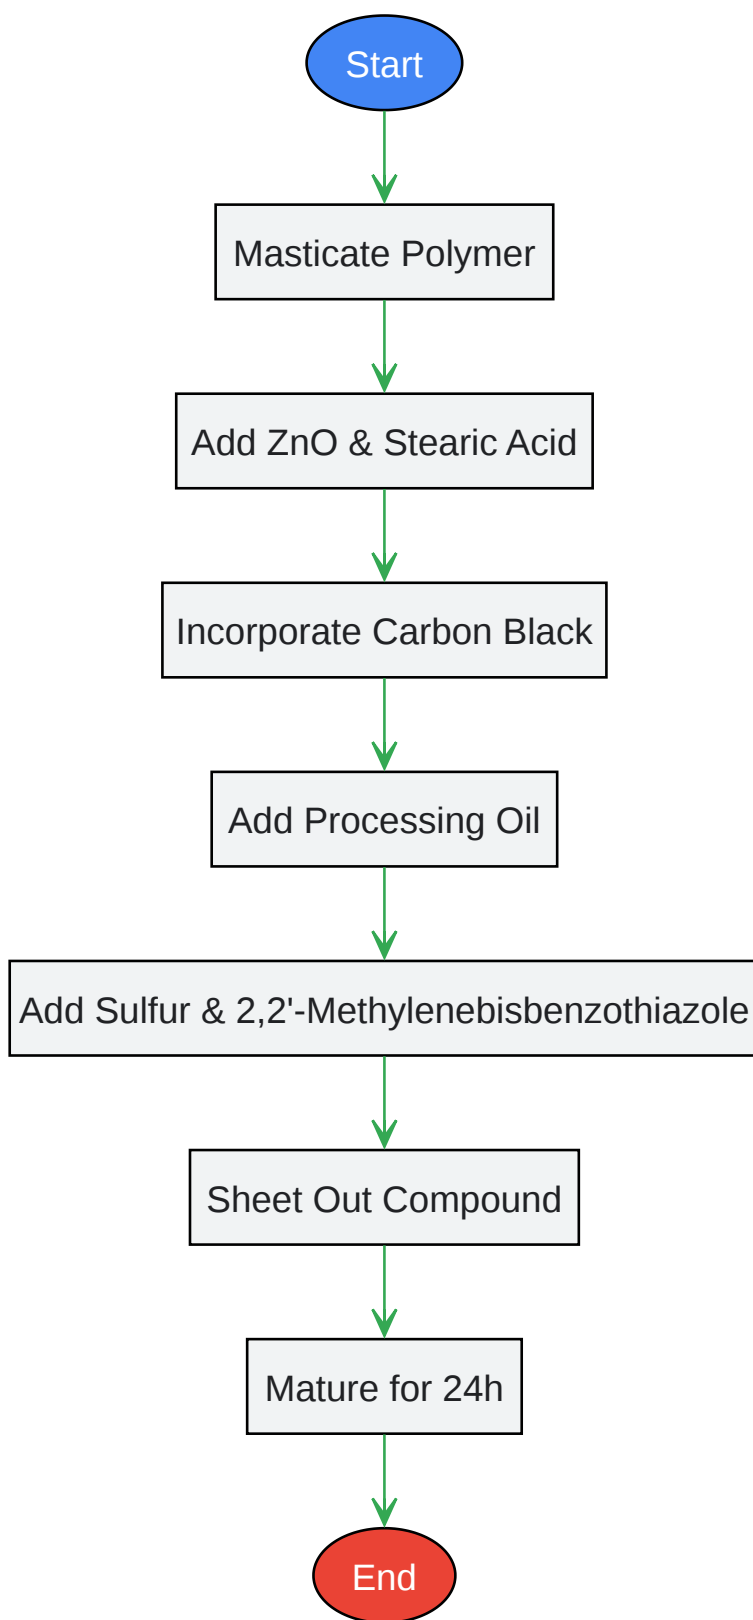 Start
Masticate Polymer
Add ZnO & Stearic Acid
Incorporate Carbon Black
Add Processing Oil
Add Sulfur & 2,2'-Methylenebisbenzothiazole
Sheet Out Compound
Mature for 24h
End